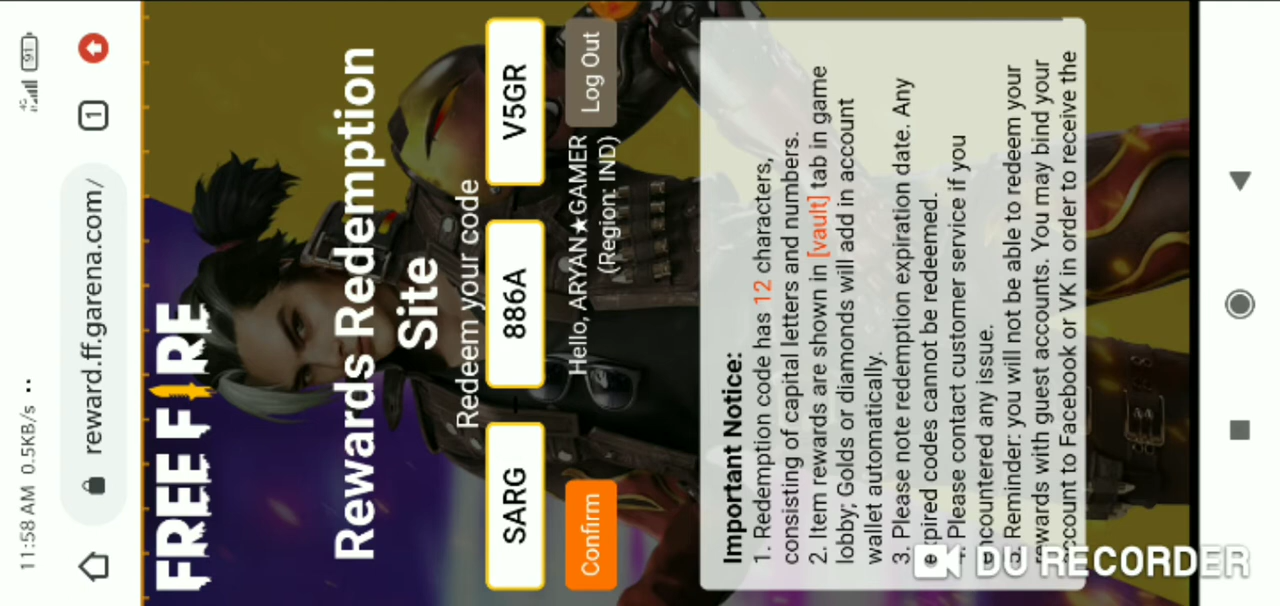 11:58 AM 0.5KB/s ••
91
reward.ff.garena.com/
1
FREE FIRE
Rewards Redemption
Site
Redeem your code
SARG 886A V5GR
Hello, ARYAN★GAMER
(Region: IND)
Log Out
Confirm
Important Notice:
1. Redemption code has 12 characters,
consisting of capital letters and numbers.
2. Item rewards are shown in [vault] tab in game
lobby; Golds or diamonds will add in account
wallet automatically.
3. Please note redemption expiration date. Any
expired codes cannot be redeemed.
4. Please contact customer service if you
encountered any issue.
5. Reminder: you will not be able to redeem your
rewards with guest accounts. You may bind your
account to Facebook or VK in order to receive the
DU RECORDER